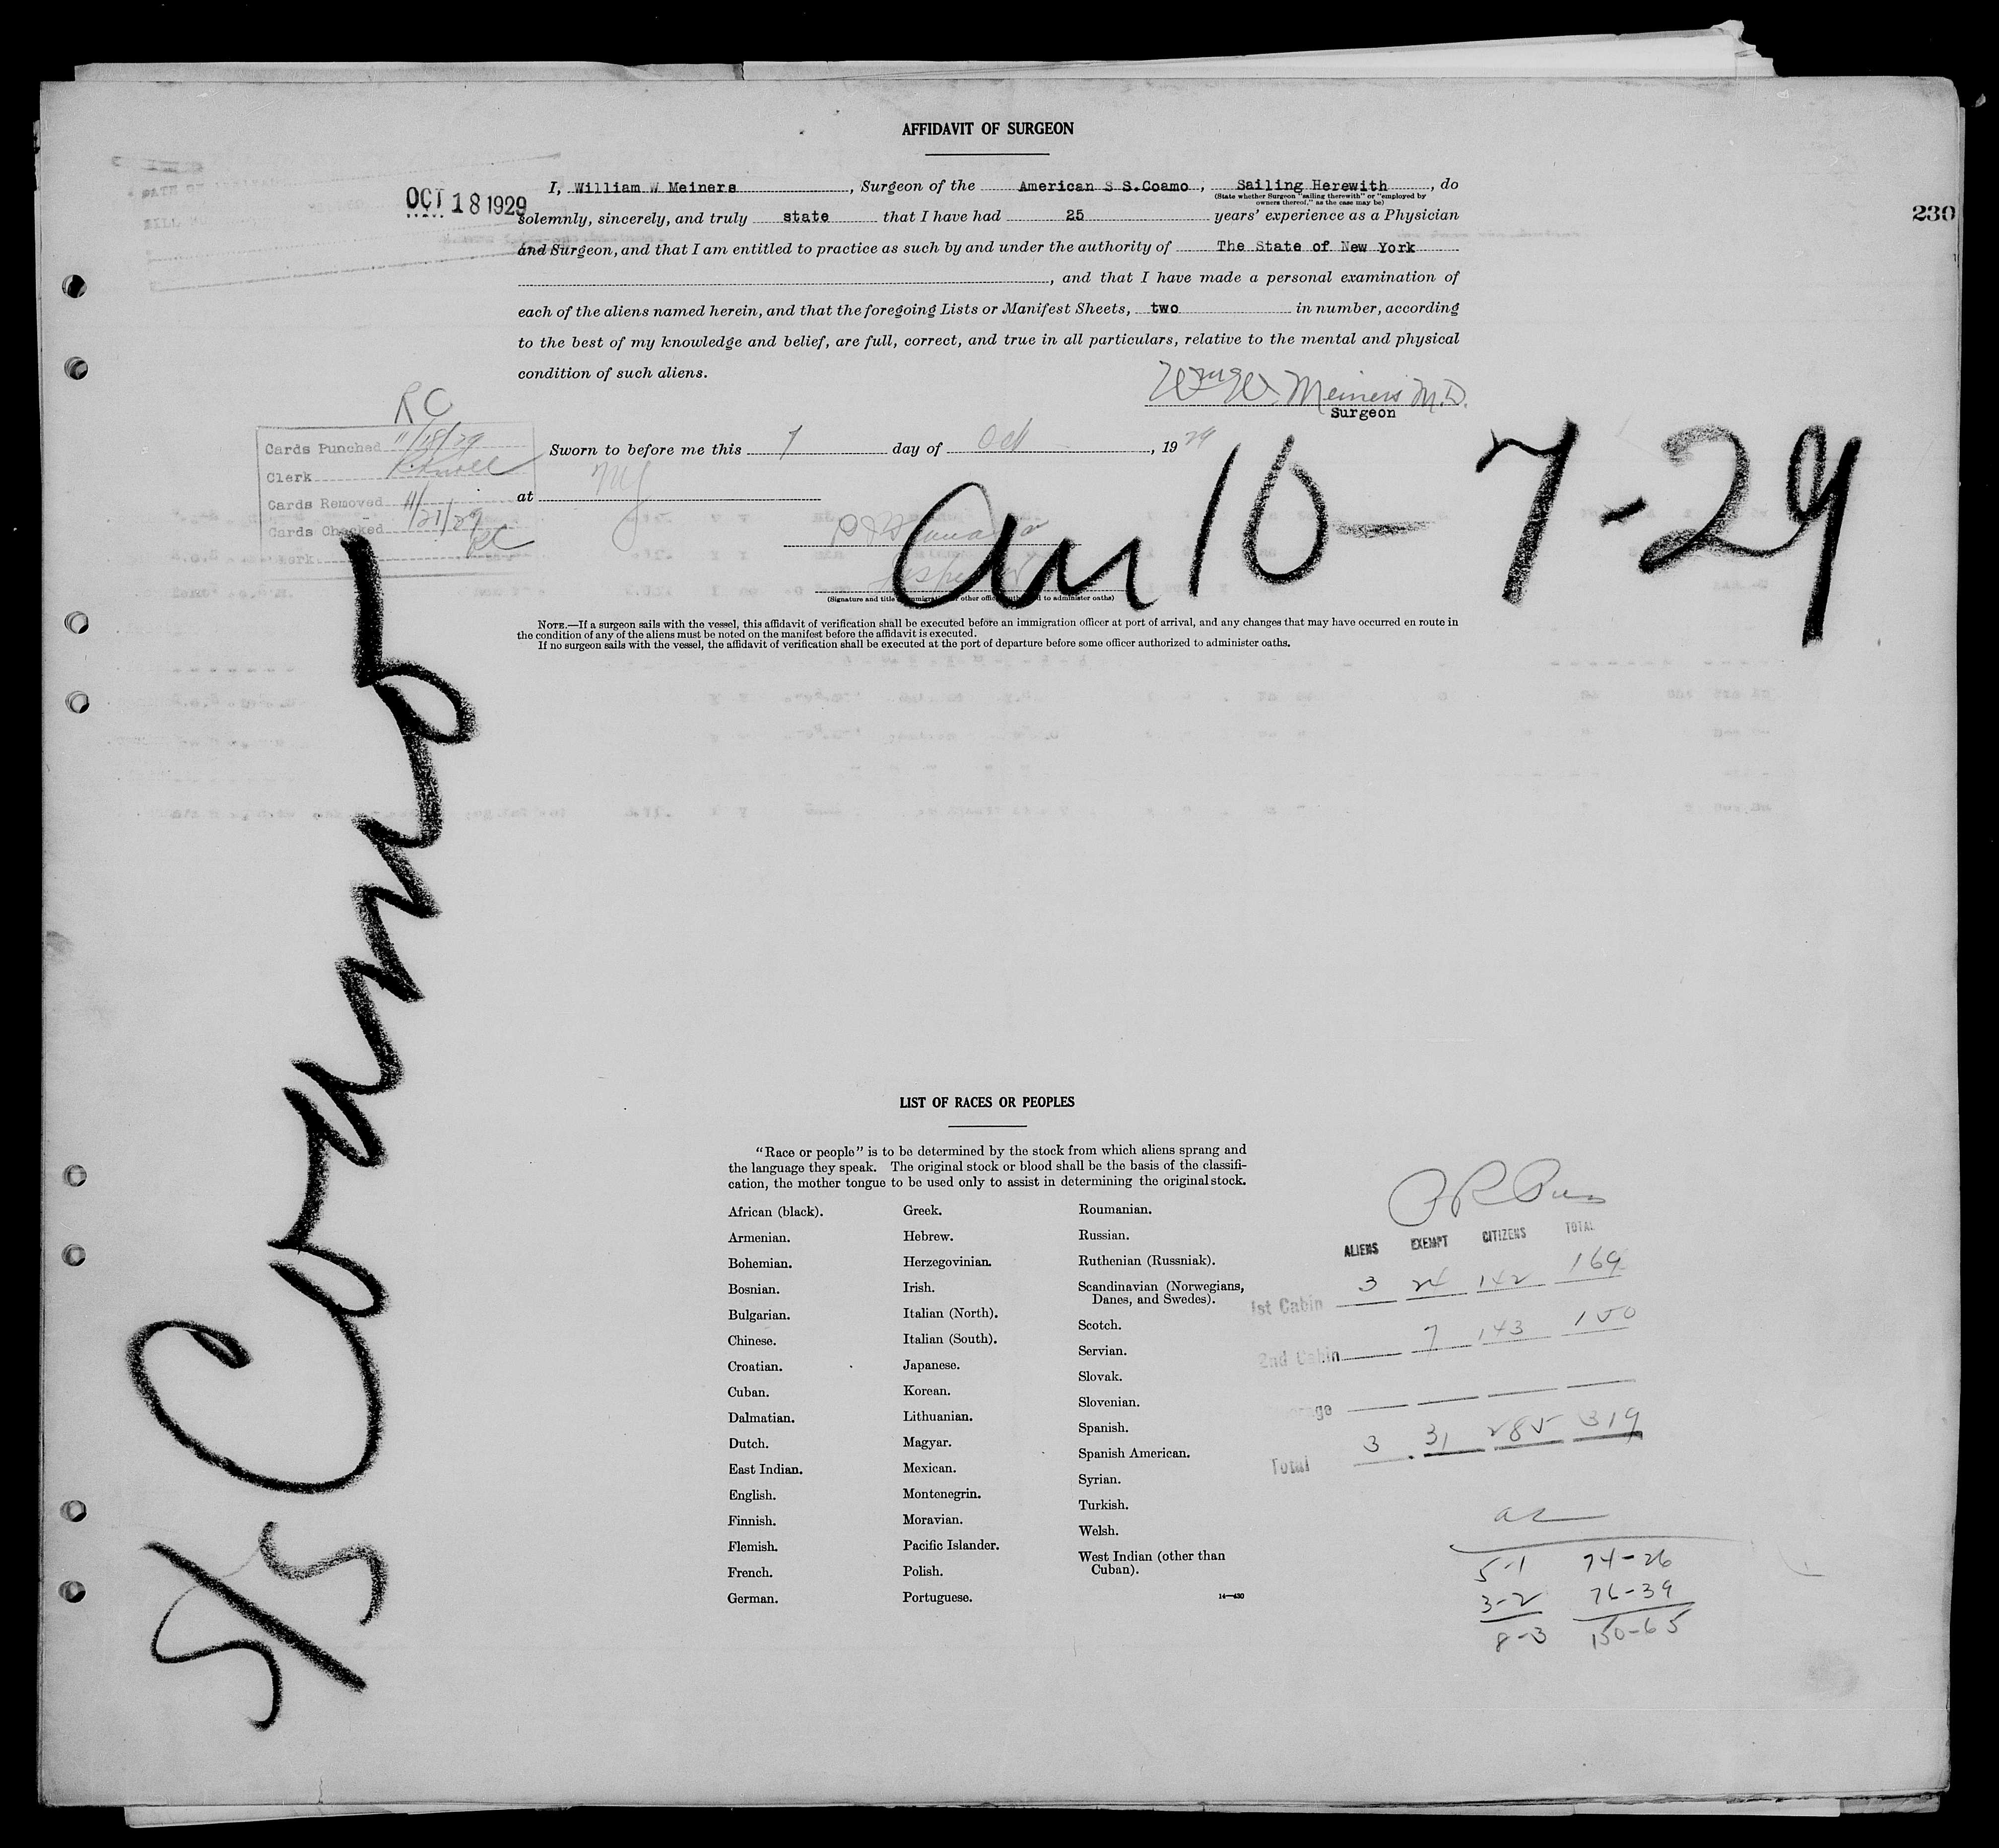 AFFIDAVIT OF SURGEON
OCT 18 1929
230
I, William W Meiners, Surgeon of the American S S.Coamo, Sailing Herewith, do
(State whether Surgeon "sailing therewith" or "employed by
owners thereof," as the case may be)
solemnly, sincerely, and truly state that I have had 25 years' experience as a Physician
and Surgeon, and that I am entitled to practice as such by and under the authority of The State of New York
, and that I have made a personal examination of
each of the aliens named herein, and that the foregoing Lists or Manifest Sheets, two in number, according
to the best of my knowledge and belief, are full, correct, and true in all particulars, relative to the mental and physical
condition of such aliens.
Wm W. Meiners M.D.
Surgeon
RC
Cards Punched 11/18/29
Clerk
Cards Removed 11/21/29
Cards Checked RC
Clerk
Sworn to before me this 7 day of Oct, 1929
at NY
Inspector
(Signature and title of immigration or other officer authorized to administer oaths)
Arr 10-7-29
NOTE.—If a surgeon sails with the vessel, this affidavit of verification shall be executed before an immigration officer at port of arrival, and any changes that may have occurred en route in
the condition of any of the aliens must be noted on the manifest before the affidavit is executed.
If no surgeon sails with the vessel, the affidavit of verification shall be executed at the port of departure before some officer authorized to administer oaths.
S/S Coamo
LIST OF RACES OR PEOPLES
"Race or people" is to be determined by the stock from which aliens sprang and
the language they speak. The original stock or blood shall be the basis of the classifi-
cation, the mother tongue to be used only to assist in determining the original stock.
African (black).
Armenian.
Bohemian.
Bosnian.
Bulgarian.
Chinese.
Croatian.
Cuban.
Dalmatian.
Dutch.
East Indian.
English.
Finnish.
Flemish.
French.
German.
Greek.
Hebrew.
Herzegovinian.
Irish.
Italian (North).
Italian (South).
Japanese.
Korean.
Lithuanian.
Magyar.
Mexican.
Montenegrin.
Moravian.
Pacific Islander.
Polish.
Portuguese.
Roumanian.
Russian.
Ruthenian (Russniak).
Scandinavian (Norwegians,
Danes, and Swedes).
Scotch.
Servian.
Slovak.
Slovenian.
Spanish.
Spanish American.
Syrian.
Turkish.
Welsh.
West Indian (other than
Cuban).
14—430
ALIENS EXEMPT CITIZENS TOTAL
1st Cabin 3 24 142 169
2nd Cabin 7 143 150
Steerage
Total 3 31 285 319
5-1 74-26
3-2 76-39
8-3 150-65